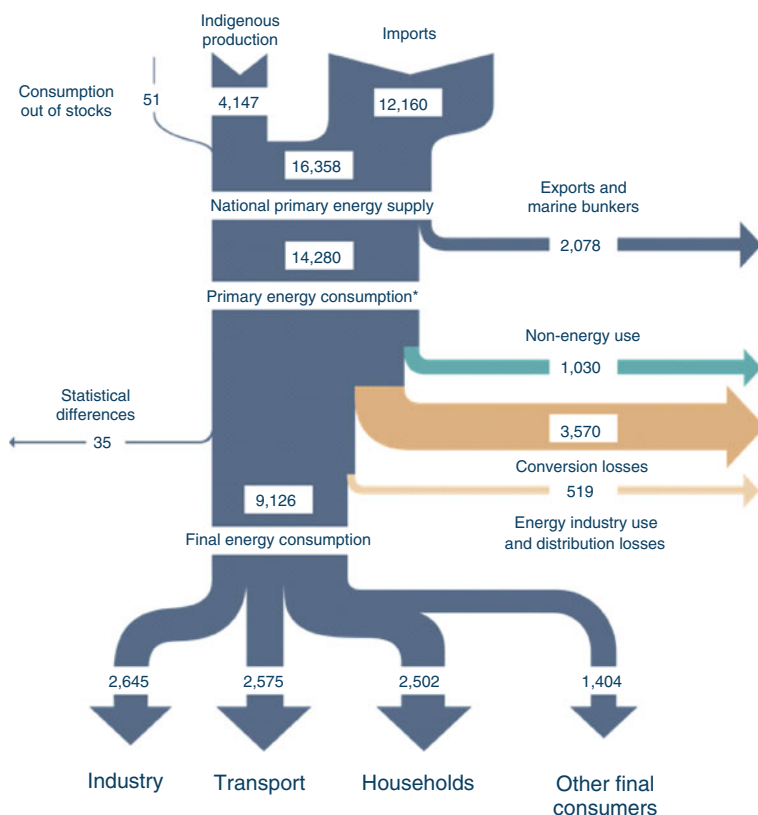 Indigenous
production
Imports
Consumption
out of stocks
51
4,147
12,160
16,358
National primary energy supply
Exports and
marine bunkers
2,078
14,280
Primary energy consumption*
Non-energy use
1,030
Statistical
differences
35
3,570
Conversion losses
519
Energy industry use
and distribution losses
9,126
Final energy consumption
2,645
2,575
2,502
1,404
Industry
Transport
Households
Other final
consumers